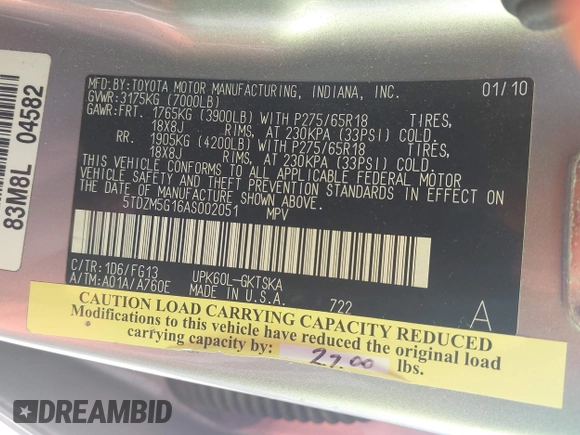 83M8L 04582
MFD.BY:TOYOTA MOTOR MANUFACTURING, INDIANA, INC. 01/10
GVWR:3175KG (7000LB)
GAWR:FRT. 1765KG (3900LB) WITH P275/65R18 TIRES,
18X8J RIMS, AT 230KPA (33PSI) COLD.
RR. 1905KG (4200LB) WITH P275/65R18 TIRES,
18X8J RIMS, AT 230KPA (33PSI) COLD.
THIS VEHICLE CONFORMS TO ALL APPLICABLE FEDERAL MOTOR
VEHICLE SAFETY AND THEFT PREVENTION STANDARDS IN EFFECT ON
THE DATE OF MANUFACTURE SHOWN ABOVE.
5TDZM5G16AS002051 MPV
C/TR:1D6/FG13 UPK60L-GKTSKA
A/TM:A01A/A760E MADE IN U.S.A. 722 A
CAUTION LOAD CARRYING CAPACITY REDUCED
Modifications to this vehicle have reduced the original load
carrying capacity by: 27.00 lbs.
DREAMBID